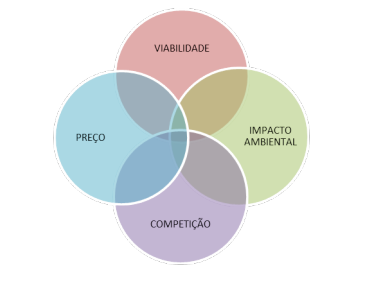 VIABILIDADE
PREÇO
IMPACTO
AMBIENTAL
COMPETIÇÃO